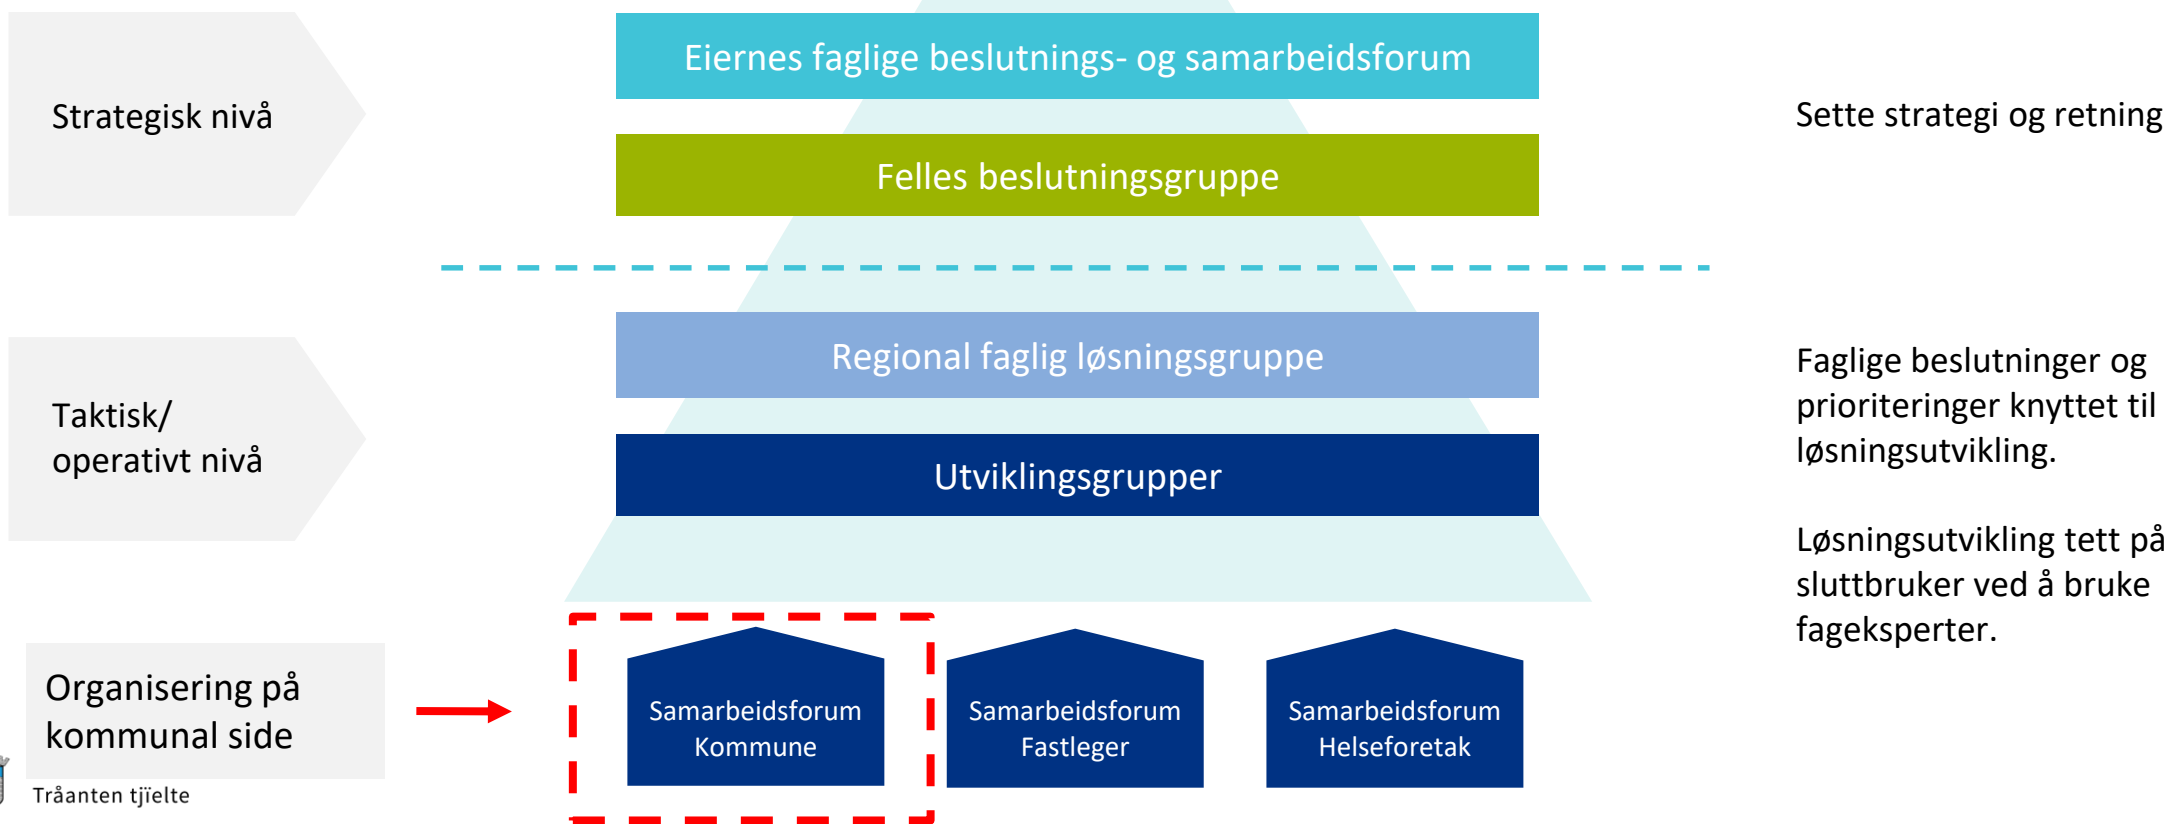 Eiernes faglige beslutnings- og samarbeidsforum
Strategisk nivå
Sette strategi og retning
Felles beslutningsgruppe
Regional faglig løsningsgruppe
Taktisk/
operativt nivå
Faglige beslutninger og
prioriteringer knyttet til
løsningsutvikling.
Utviklingsgrupper
Løsningsutvikling tett på
sluttbruker ved å bruke
fageksperter.
Organisering på
kommunal side
Samarbeidsforum
Kommune
Samarbeidsforum
Fastleger
Samarbeidsforum
Helseforetak
Tråanten tjïelte